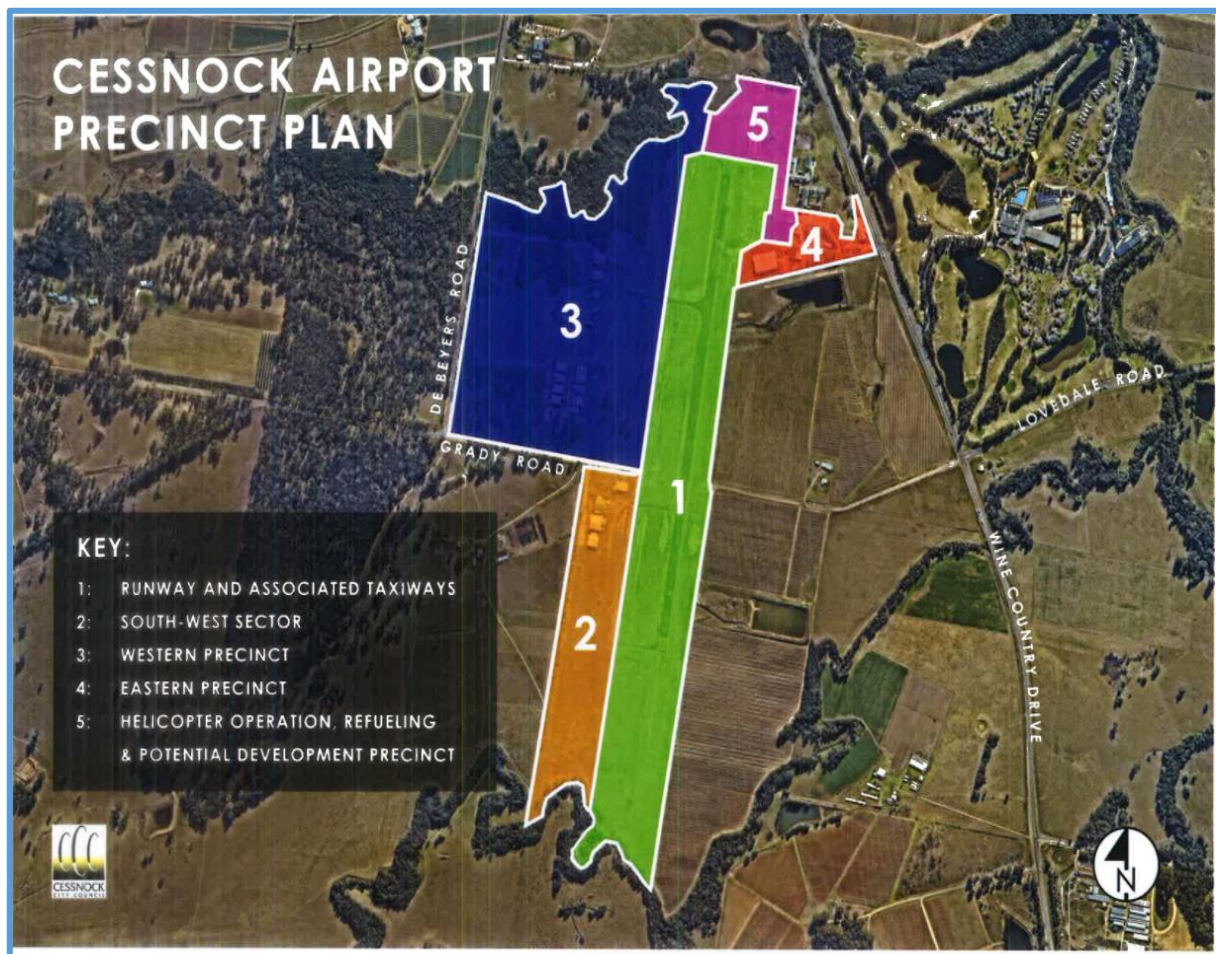 CESSNOCK AIRPORT
PRECINCT PLAN
5
4
3
DE BEYERS ROAD
LOVEDALE ROAD
GRADY ROAD
1
WINE COUNTRY DRIVE
2
KEY:
1: RUNWAY AND ASSOCIATED TAXIWAYS
2: SOUTH-WEST SECTOR
3: WESTERN PRECINCT
4: EASTERN PRECINCT
5: HELICOPTER OPERATION, REFUELING
& POTENTIAL DEVELOPMENT PRECINCT
CESSNOCK
CITY COUNCIL
N